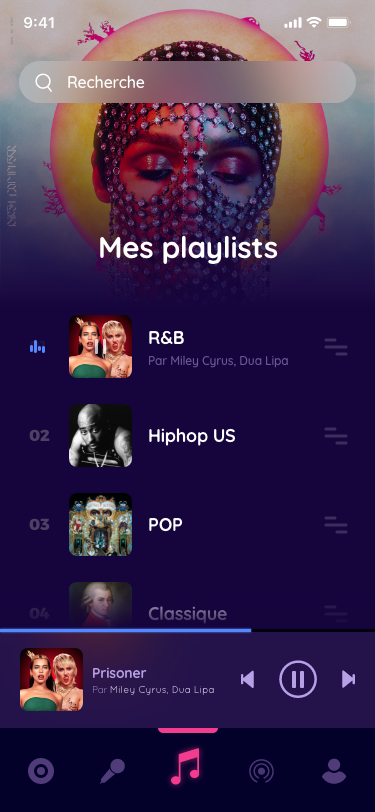 9:41
Recherche
Mes playlists
R&B
Par Miley Cyrus, Dua Lipa
02
Hiphop US
03
POP
04
Classique
Prisoner
Par Miley Cyrus, Dua Lipa